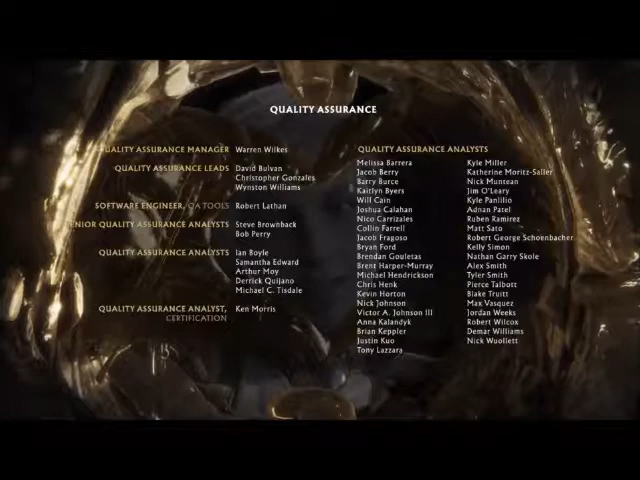 QUALITY ASSURANCE
QUALITY ASSURANCE MANAGER Warren Wilkes
QUALITY ASSURANCE LEADS David Bulvan
Christopher Gonzales
Wynston Williams
SOFTWARE ENGINEER, QA TOOLS Robert Lathan
SENIOR QUALITY ASSURANCE ANALYSTS Steve Brownback
Bob Perry
QUALITY ASSURANCE ANALYSTS Ian Boyle
Samantha Edward
Arthur Moy
Derrick Quijano
Michael C. Tisdale
QUALITY ASSURANCE ANALYST, Ken Morris
CERTIFICATION
QUALITY ASSURANCE ANALYSTS
Melissa Barrera
Jacob Berry
Barry Burce
Kaitlyn Byers
Will Cain
Joshua Calahan
Nico Carrizales
Collin Farrell
Jacob Fragoso
Bryan Ford
Brendan Gouletas
Brent Harper-Murray
Michael Hendrickson
Chris Henk
Kevin Horton
Nick Johnson
Victor A. Johnson III
Anna Kalandyk
Brian Keppler
Justin Kuo
Tony Lazzara
Kyle Miller
Katherine Moritz-Saller
Nick Muntean
Jim O'Leary
Kyle Panlilio
Adnan Patel
Ruben Ramirez
Matt Sato
Robert George Schoenbacher
Kelly Simon
Nathan Garry Skole
Alex Smith
Tyler Smith
Pierce Talbott
Blake Truitt
Max Vasquez
Jordan Weeks
Robert Wilcox
Demar Williams
Nick Wuollett